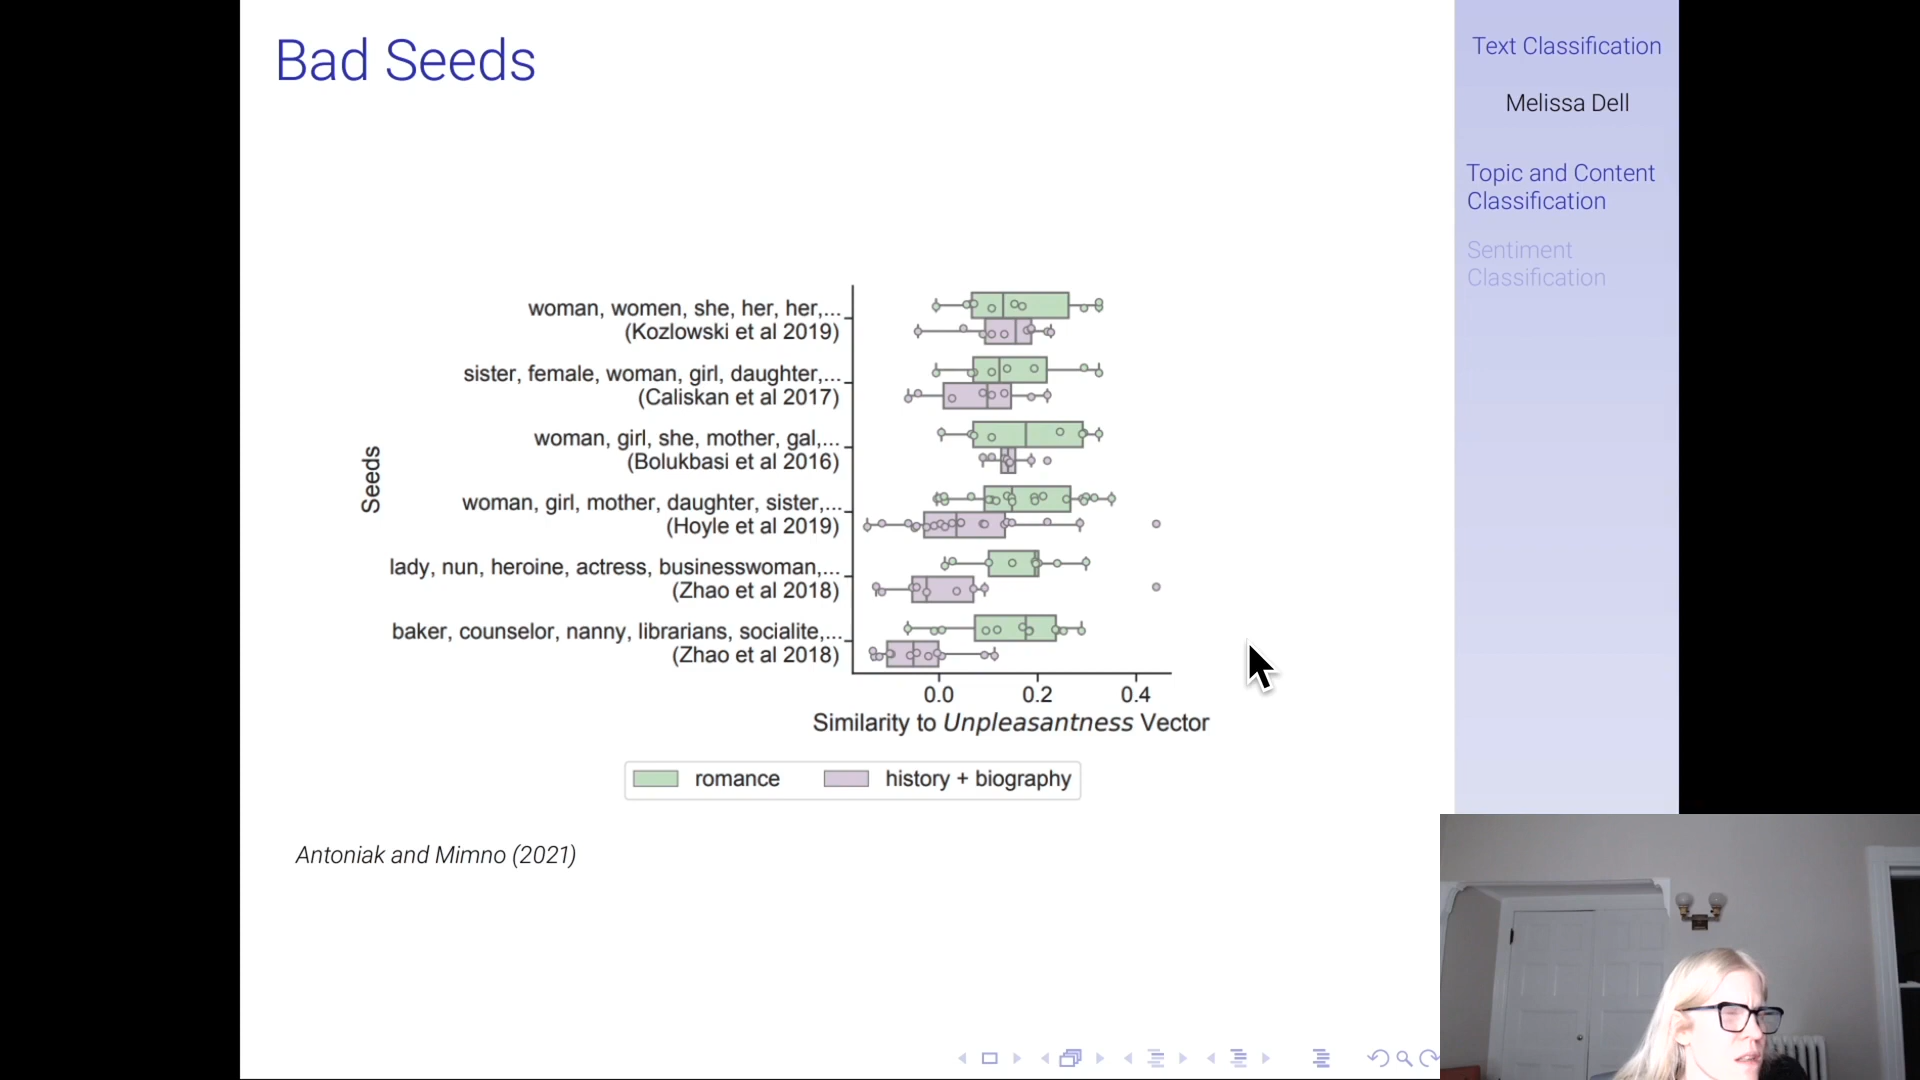 Bad Seeds
Text Classification
Melissa Dell
Topic and Content
Classification
Sentiment
Classification
Seeds
woman, women, she, her, her,...
(Kozlowski et al 2019)
sister, female, woman, girl, daughter,...
(Caliskan et al 2017)
woman, girl, she, mother, gal,...
(Bolukbasi et al 2016)
woman, girl, mother, daughter, sister,...
(Hoyle et al 2019)
lady, nun, heroine, actress, businesswoman,...
(Zhao et al 2018)
baker, counselor, nanny, librarians, socialite,...
(Zhao et al 2018)
0.0 0.2 0.4
Similarity to Unpleasantness Vector
romance history + biography
Antoniak and Mimno (2021)